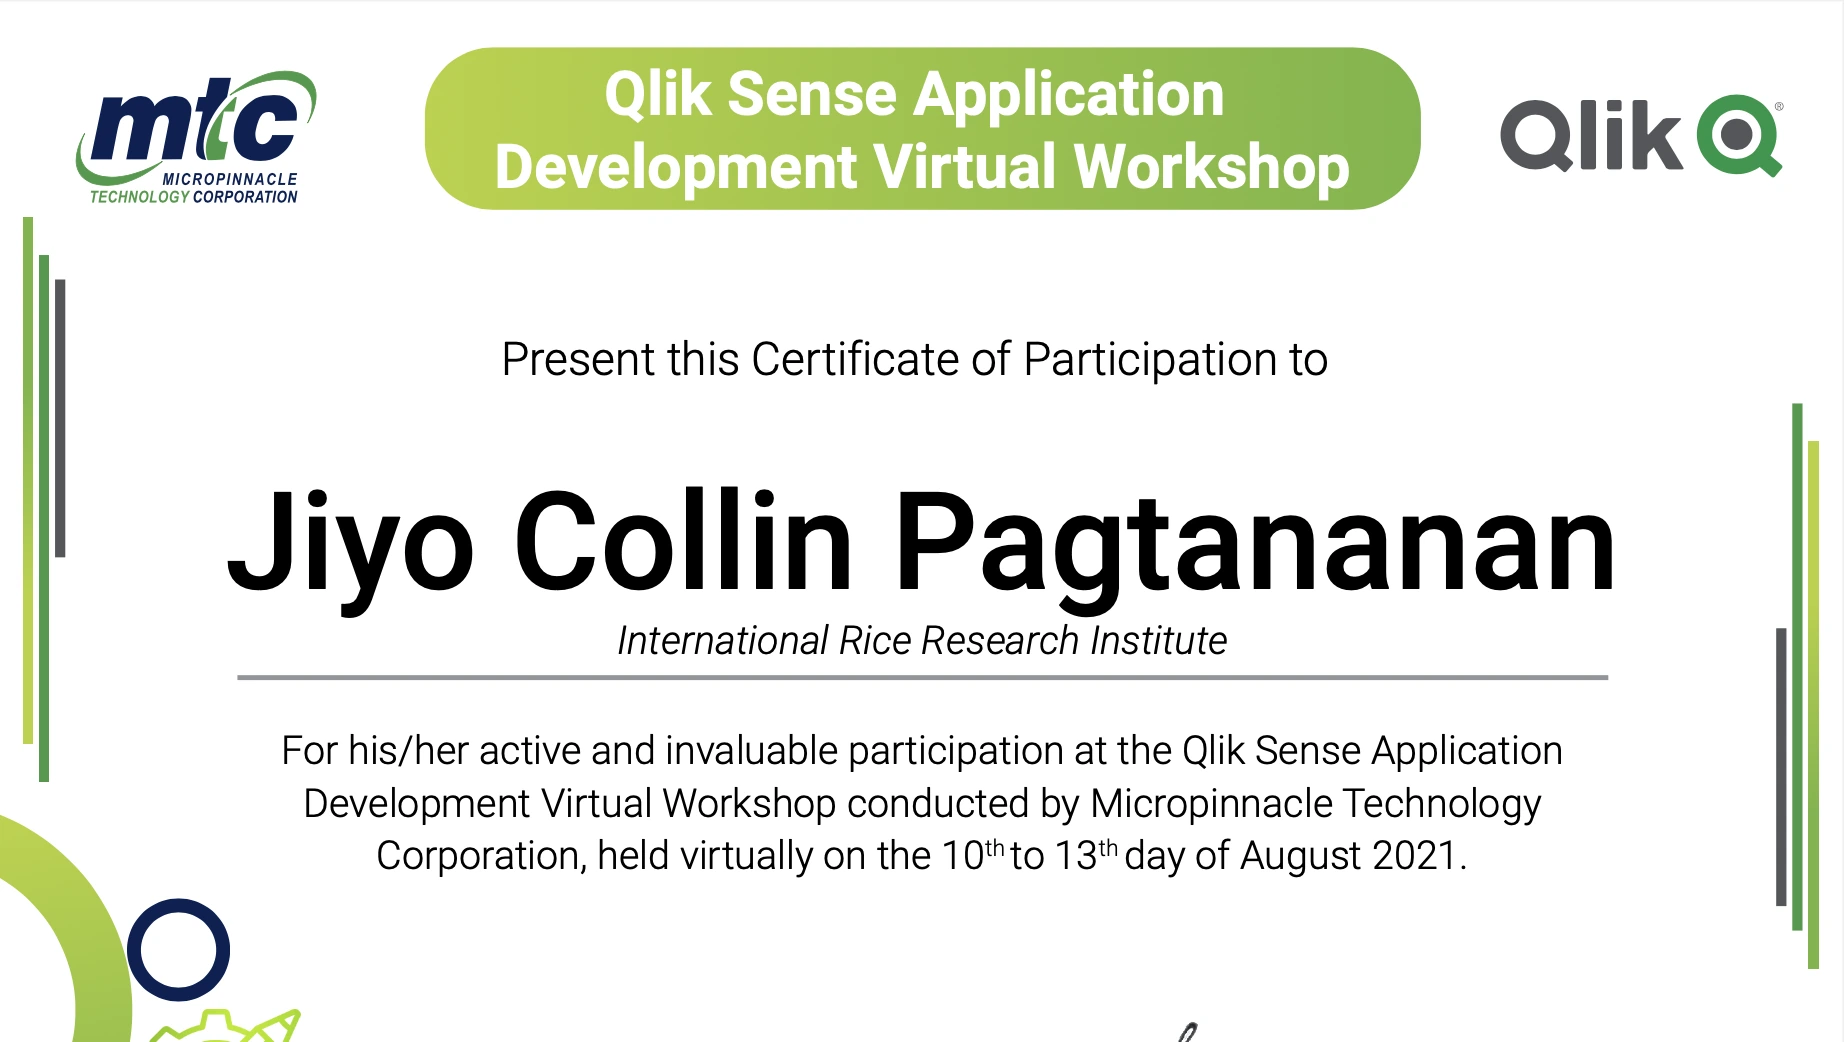 mtc
MICROPINNACLE
TECHNOLOGY CORPORATION
Qlik Sense Application
Development Virtual Workshop
Qlik ®
Present this Certificate of Participation to
Jiyo Collin Pagtananan
International Rice Research Institute
For his/her active and invaluable participation at the Qlik Sense Application
Development Virtual Workshop conducted by Micropinnacle Technology
Corporation, held virtually on the 10th to 13th day of August 2021.